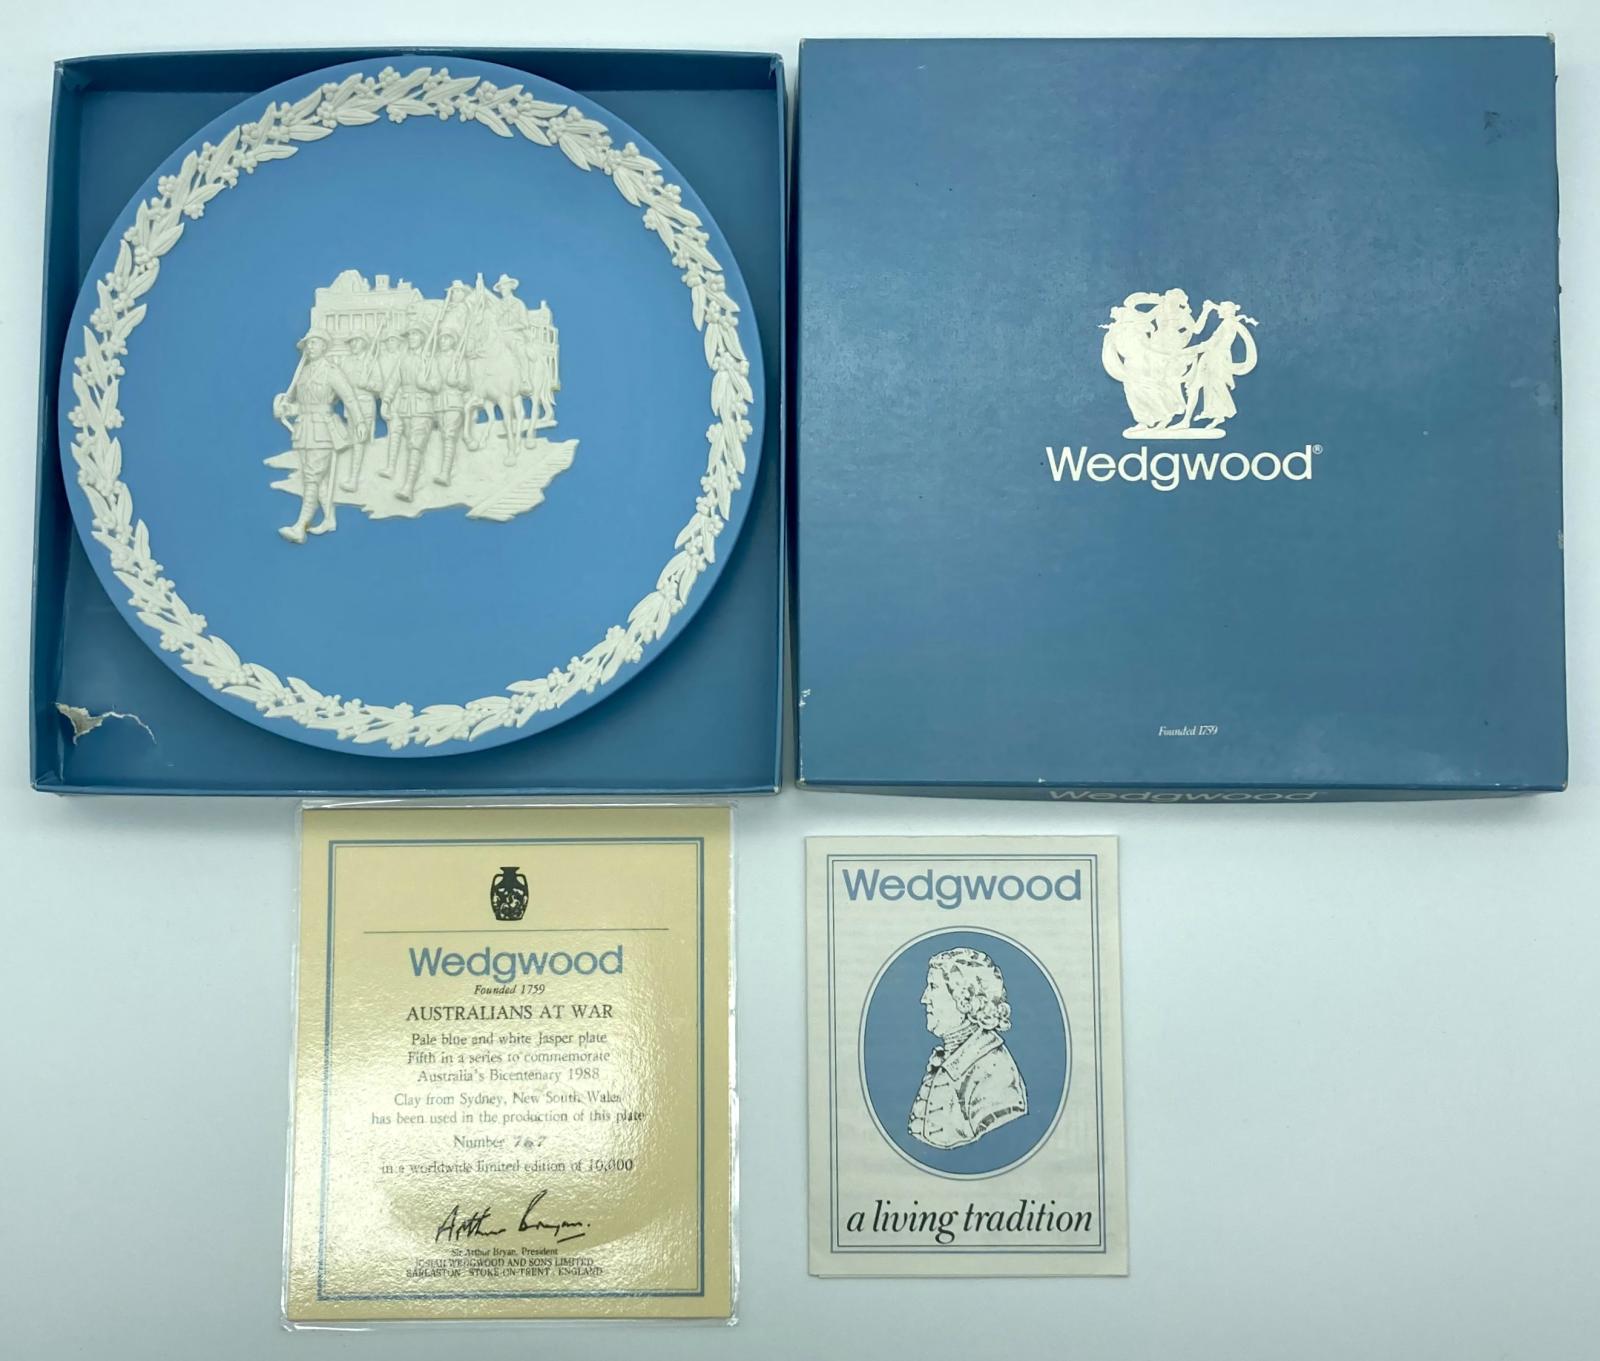 Wedgwood®
Founded 1759
Wedgwood
Wedgwood
Founded 1759
AUSTRALIANS AT WAR
Pale blue and white Jasper plate
Fifth in a series to commemorate
Australia's Bicentenary 1988
Clay from Sydney, New South Wales
has been used in the production of this plate
Number 767
in a worldwide limited edition of 10,000
Arthur Bryan.
Sir Arthur Bryan, President
JOSIAH WEDGWOOD AND SONS LIMITED
BARLASTON STOKE-ON-TRENT ENGLAND
Wedgwood
a living tradition